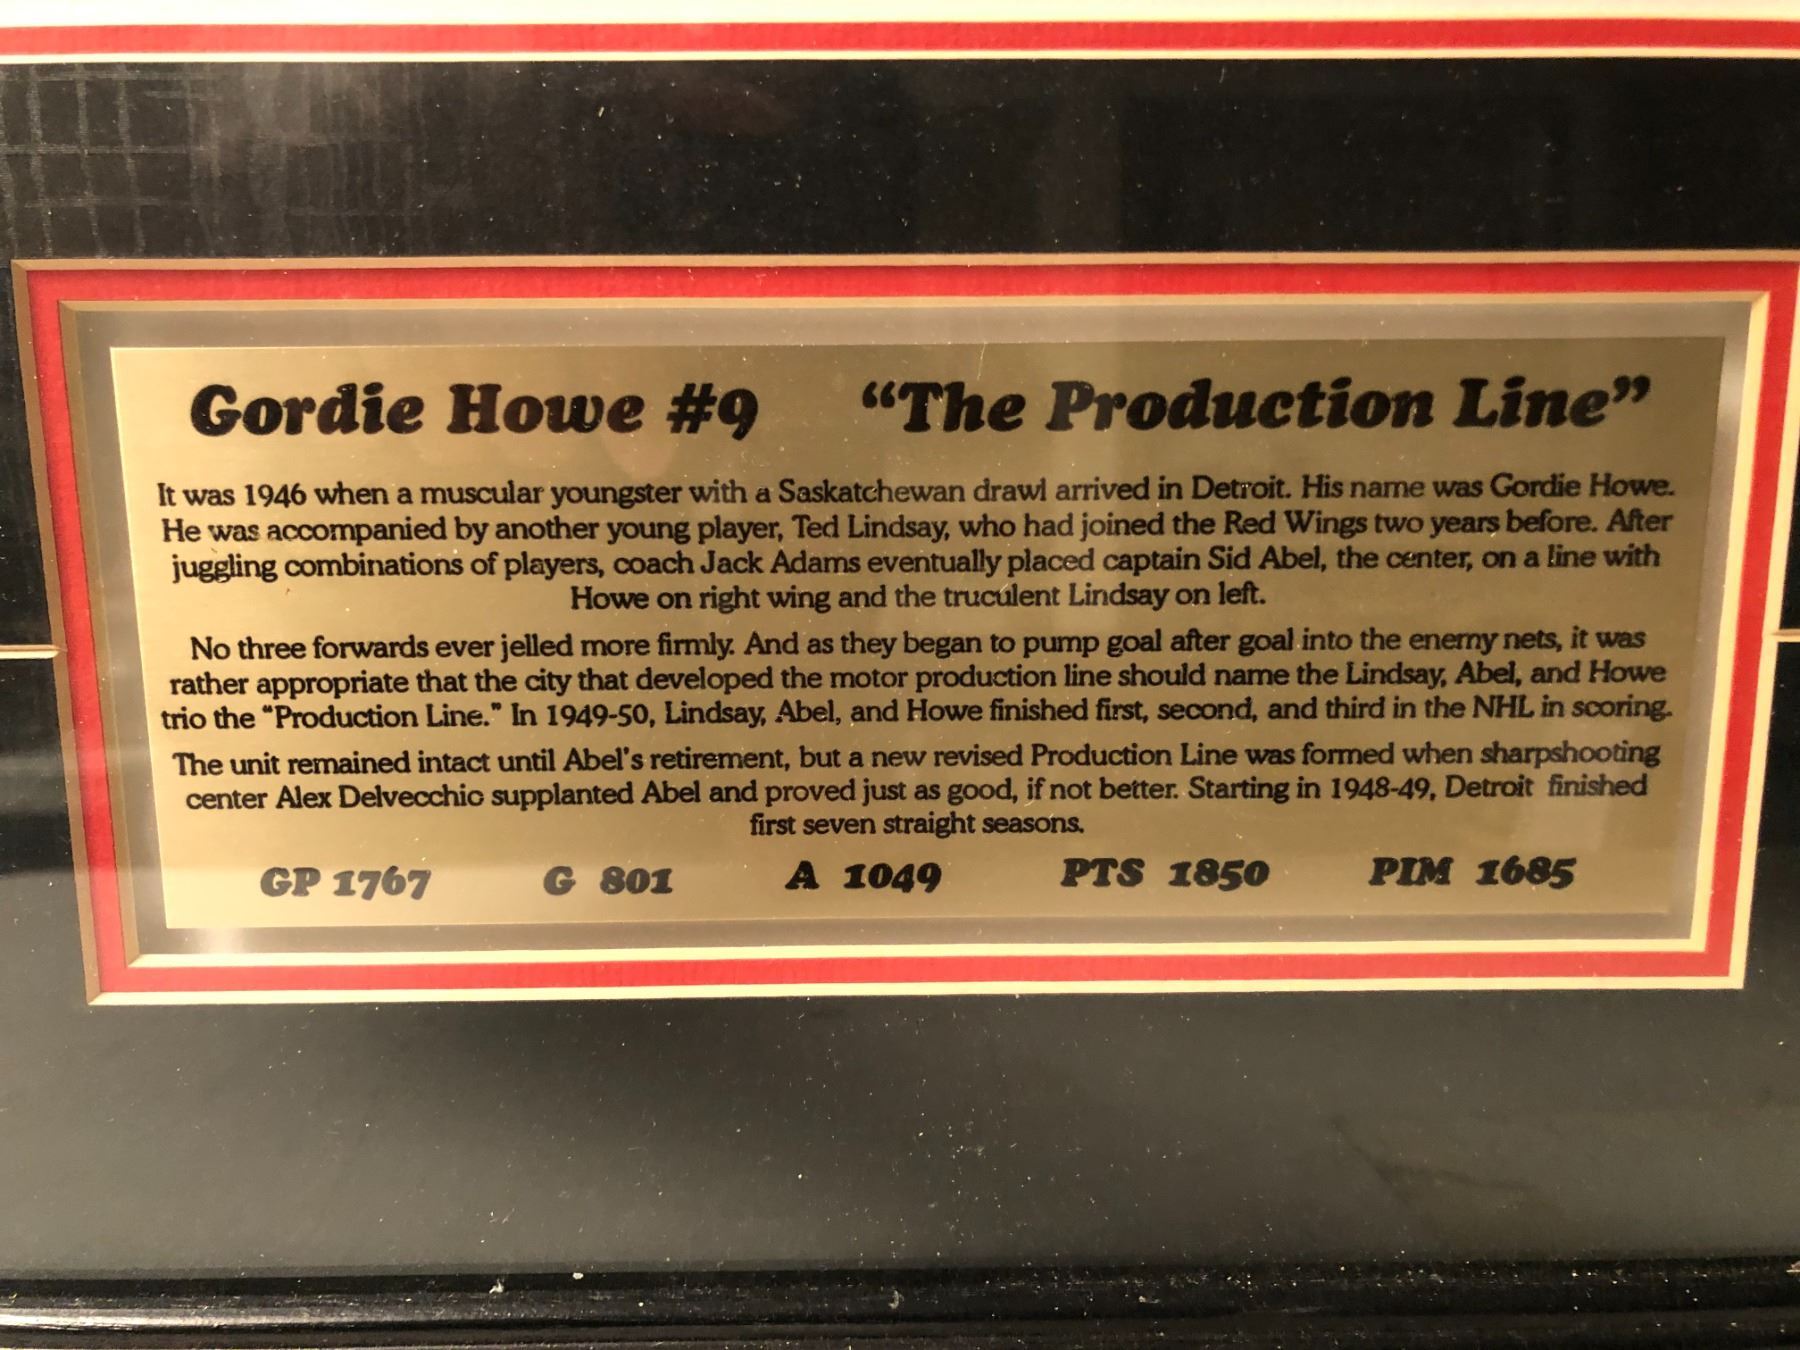 Gordie Howe #9 “The Production Line”
It was 1946 when a muscular youngster with a Saskatchewan drawl arrived in Detroit. His name was Gordie Howe.
He was accompanied by another young player, Ted Lindsay, who had joined the Red Wings two years before. After
juggling combinations of players, coach Jack Adams eventually placed captain Sid Abel, the center, on a line with
Howe on right wing and the truculent Lindsay on left.
No three forwards ever jelled more firmly. And as they began to pump goal after goal into the enemy nets, it was
rather appropriate that the city that developed the motor production line should name the Lindsay, Abel, and Howe
trio the "Production Line." In 1949-50, Lindsay, Abel, and Howe finished first, second, and third in the NHL in scoring.
The unit remained intact until Abel's retirement, but a new revised Production Line was formed when sharpshooting
center Alex Delvecchio supplanted Abel and proved just as good, if not better. Starting in 1948-49, Detroit finished
first seven straight seasons.
GP 1767 G 801 A 1049 PTS 1850 PIM 1685